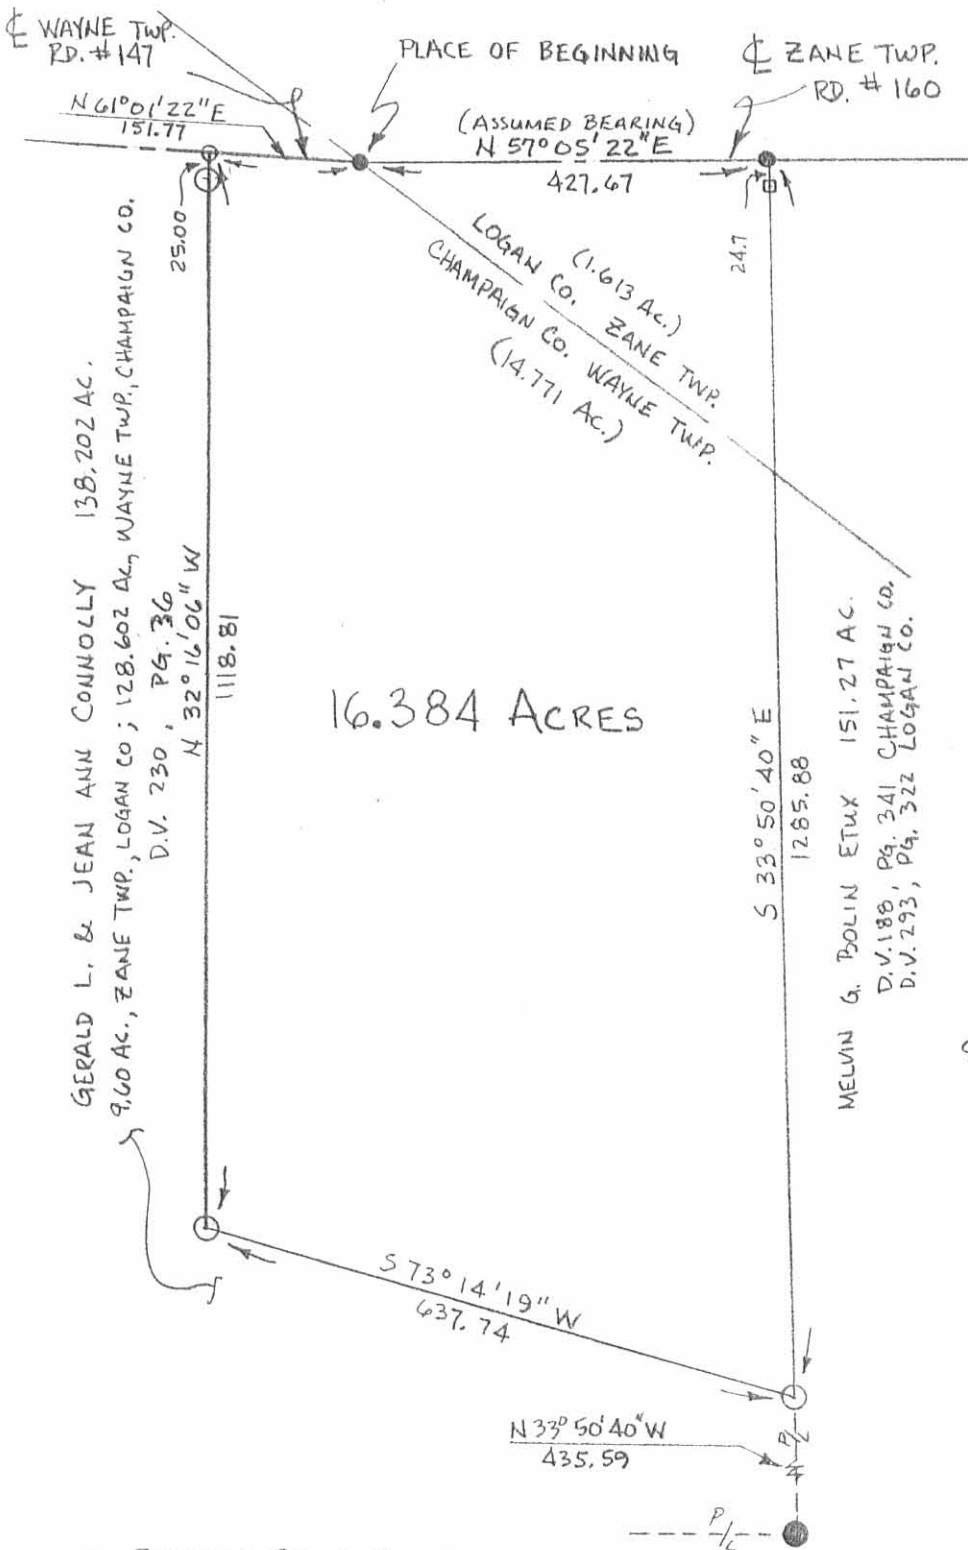 ℄ WAYNE TWP.
RD. #147
PLACE OF BEGINNING
℄ ZANE TWP.
RD. # 160
N 61°01'22" E
151.77
(ASSUMED BEARING)
N 57°05'22" E
427.67
25.00
24.7
(1.613 AC.)
LOGAN CO. ZANE TWP.
CHAMPAIGN CO. WAYNE TWP.
(14.771 AC.)
GERALD L. & JEAN ANN CONNOLLY 138.202 AC.
9.60 AC., ZANE TWP., LOGAN CO; 128.602 AC., WAYNE TWP., CHAMPAIGN CO.
D.V. 230, PG. 36
N 32°16'06" W
1118.81
16.384 ACRES
S 33°50'40" E
1285.88
MELVIN G. BOLIN ETUX 151.27 AC.
D.V. 188, PG. 341 CHAMPAIGN CO.
D.V. 293, PG. 322 LOGAN CO.
S 73°14'19" W
637.74
N 33°50'40" W
435.59
P/L
P/L